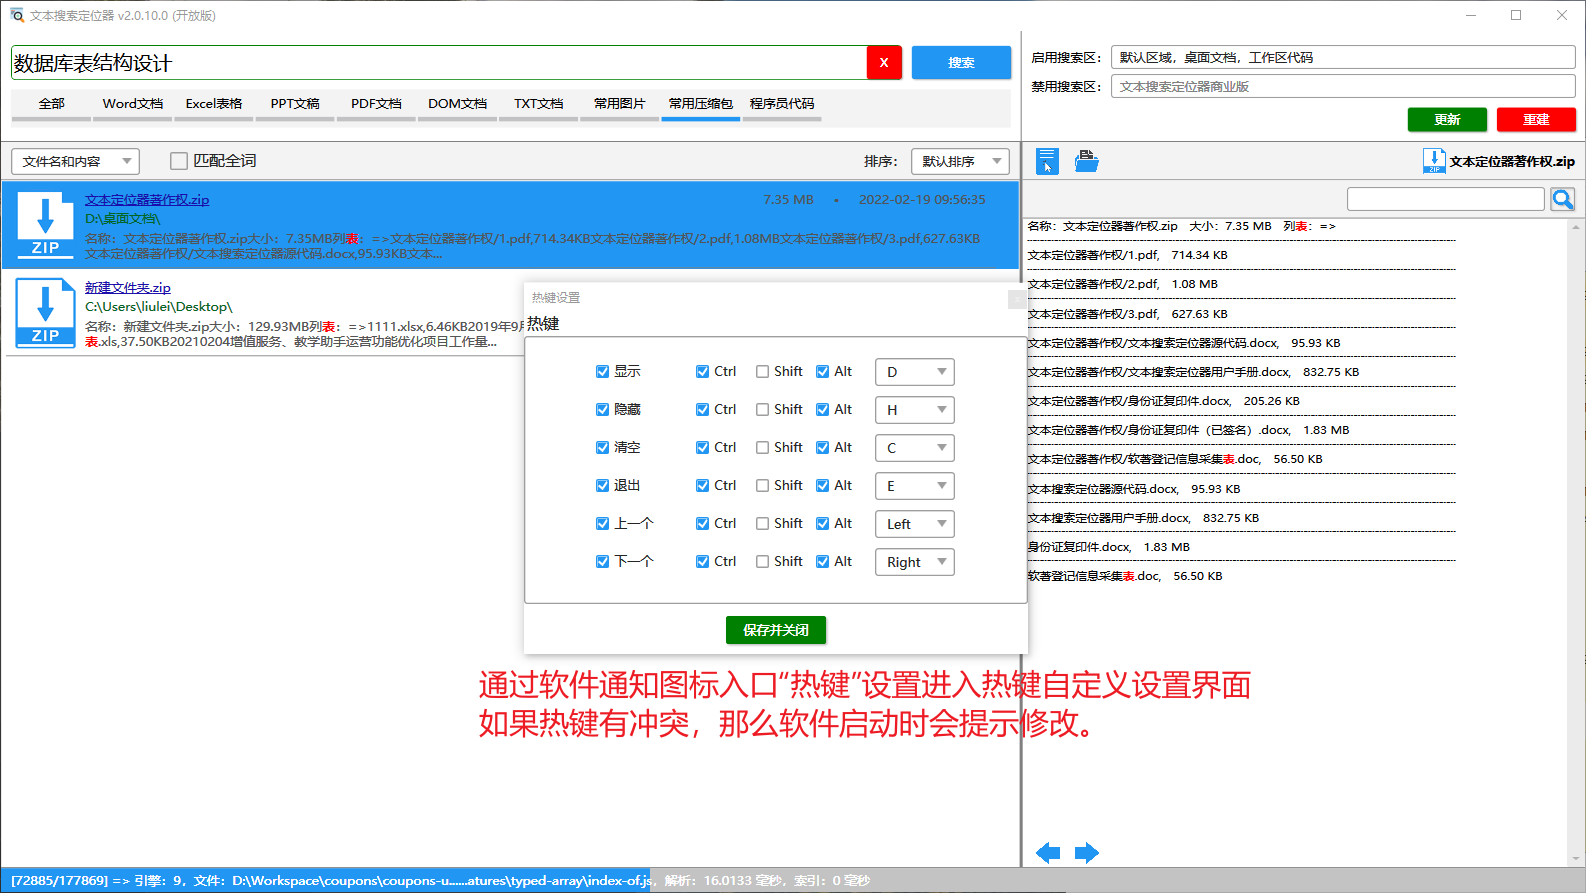 文本搜索定位器 v2.0.10.0 (开放版)
数据库表结构设计
X
搜索
全部 Word文档 Excel表格 PPT文稿 PDF文档 DOM文档 TXT文档 常用图片 常用压缩包 程序员代码
启用搜索区： 默认区域，桌面文档，工作区代码
禁用搜索区： 文本搜索定位器商业版
更新 重建
文件名和内容 匹配全词 排序： 默认排序
文本定位器著作权.zip
ZIP
文本定位器著作权.zip 7.35 MB • 2022-02-19 09:56:35
D:\桌面文档\
名称：文本定位器著作权.zip大小：7.35MB列表：=>文本定位器著作权/1.pdf,714.34KB文本定位器著作权/2.pdf,1.08MB文本定位器著作权/3.pdf,627.63KB
文本定位器著作权/文本搜索定位器源代码.docx,95.93KB文本...
ZIP
新建文件夹.zip
C:\Users\liulei\Desktop\
名称：新建文件夹.zip大小：129.93MB列表：=>1111.xlsx,6.46KB2019年9月
表.xls,37.50KB20210204增值服务、教学助手运营功能优化项目工作量...
ZIP
热键设置
热键
显示 Ctrl Shift Alt D
隐藏 Ctrl Shift Alt H
清空 Ctrl Shift Alt C
退出 Ctrl Shift Alt E
上一个 Ctrl Shift Alt Left
下一个 Ctrl Shift Alt Right
保存并关闭
通过软件通知图标入口“热键”设置进入热键自定义设置界面
如果热键有冲突，那么软件启动时会提示修改。
名称：文本定位器著作权.zip 大小：7.35 MB 列表：=>
文本定位器著作权/1.pdf, 714.34 KB
文本定位器著作权/2.pdf, 1.08 MB
文本定位器著作权/3.pdf, 627.63 KB
文本定位器著作权/文本搜索定位器源代码.docx, 95.93 KB
文本定位器著作权/文本搜索定位器用户手册.docx, 832.75 KB
文本定位器著作权/身份证复印件.docx, 205.26 KB
文本定位器著作权/身份证复印件（已签名）.docx, 1.83 MB
文本定位器著作权/软著登记信息采集表.doc, 56.50 KB
文本搜索定位器源代码.docx, 95.93 KB
文本搜索定位器用户手册.docx, 832.75 KB
身份证复印件.docx, 1.83 MB
软著登记信息采集表.doc, 56.50 KB
[72885/177869] => 引擎：9，文件：D:\Workspace\coupons\coupons-u......atures\typed-array\index-of.js，解析：16.0133 毫秒，索引：0 毫秒